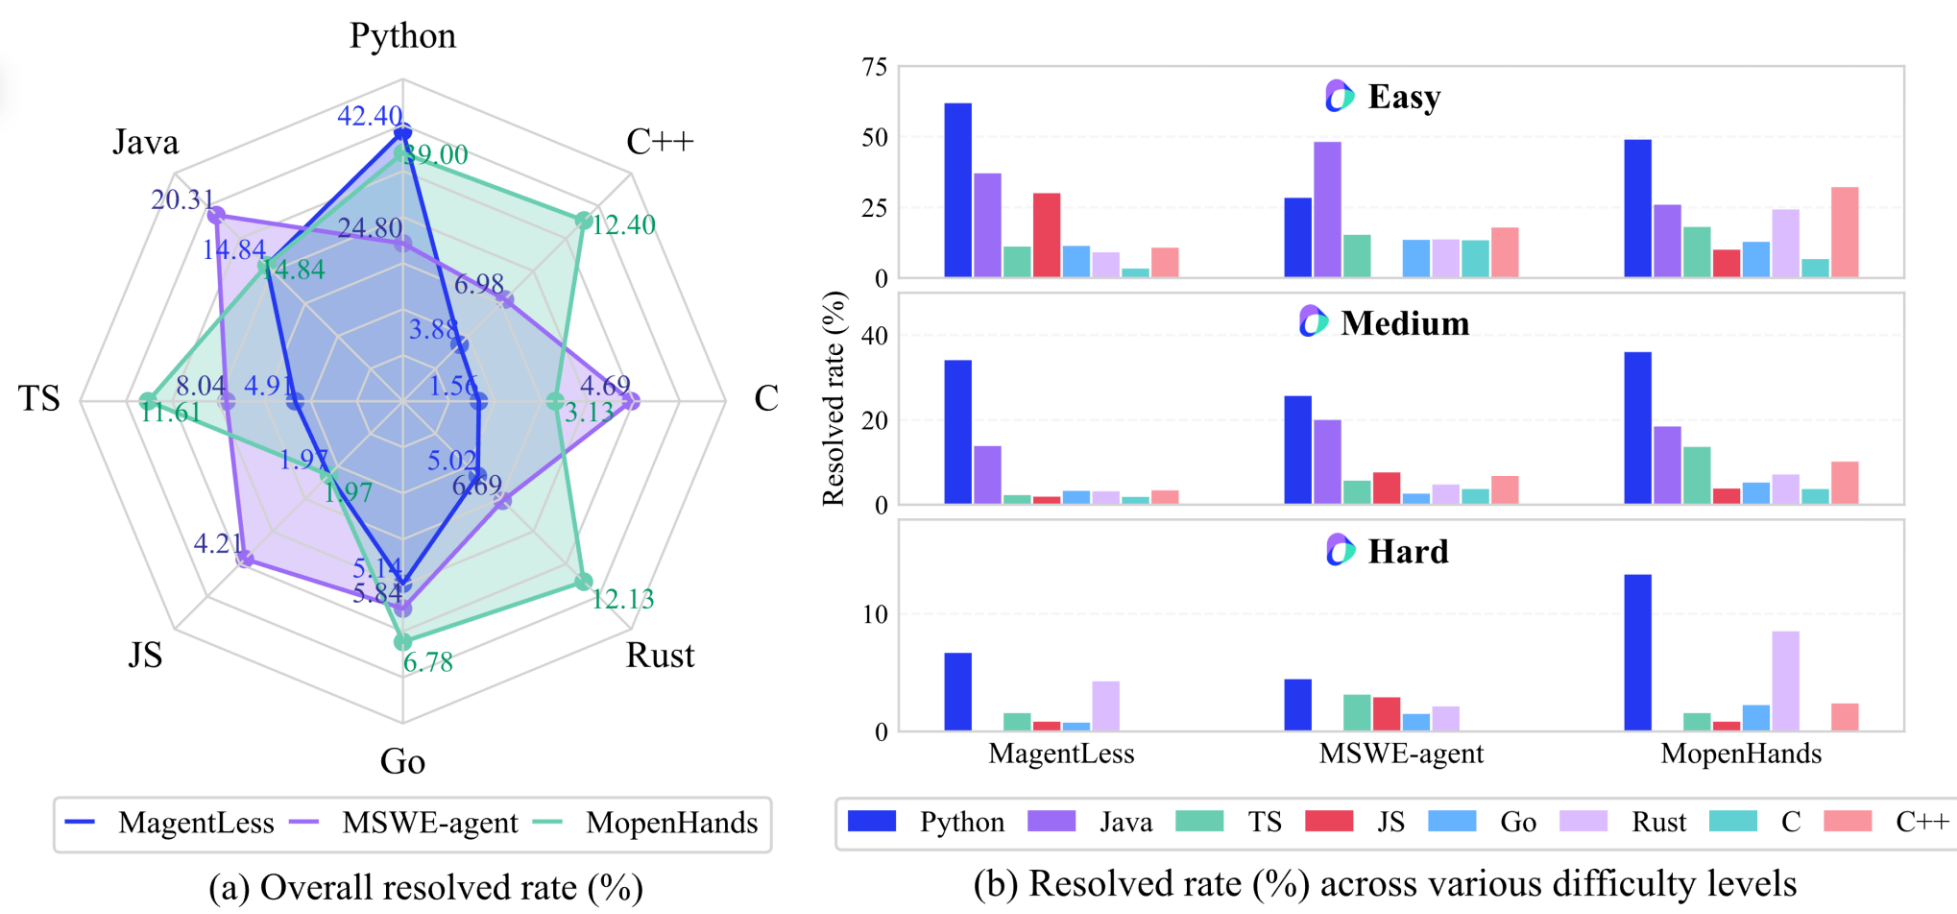 Python
42.40
39.00
Java
C++
20.31
14.84
14.84
24.80
12.40
6.98
3.88
TS
8.04
4.91
11.61
1.56
4.69
3.13
C
1.97
1.97
5.02
6.69
4.21
5.14
5.84
12.13
JS
6.78
Rust
Go
MagentLess MSWE-agent MopenHands
(a) Overall resolved rate (%)
Resolved rate (%)
75
50
25
0
Easy
40
20
0
Medium
10
0
Hard
MagentLess MSWE-agent MopenHands
Python Java TS JS Go Rust C C++
(b) Resolved rate (%) across various difficulty levels